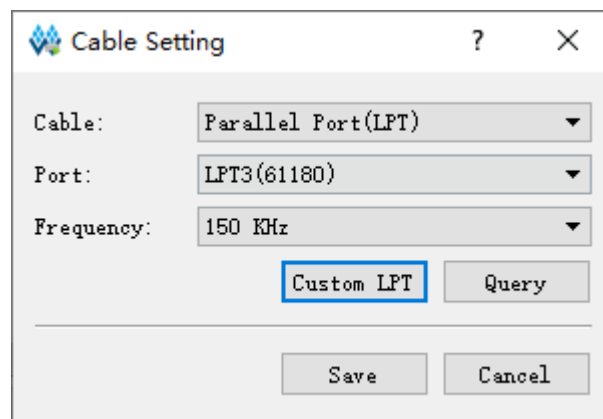 Cable Setting ?
Cable: Parallel Port(LPT)
Port: LPT3(61180)
Frequency: 150 KHz
Custom LPT Query
Save Cancel